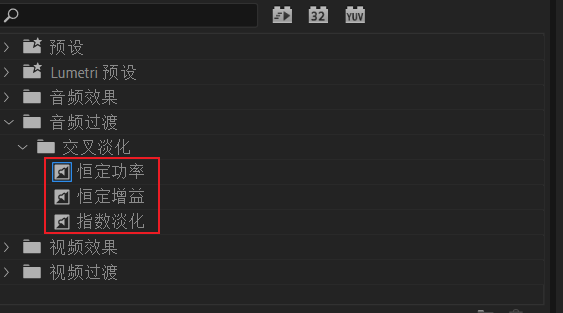 32 YUV
预设
Lumetri 预设
音频效果
音频过渡
交叉淡化
恒定功率
恒定增益
指数淡化
视频效果
视频过渡